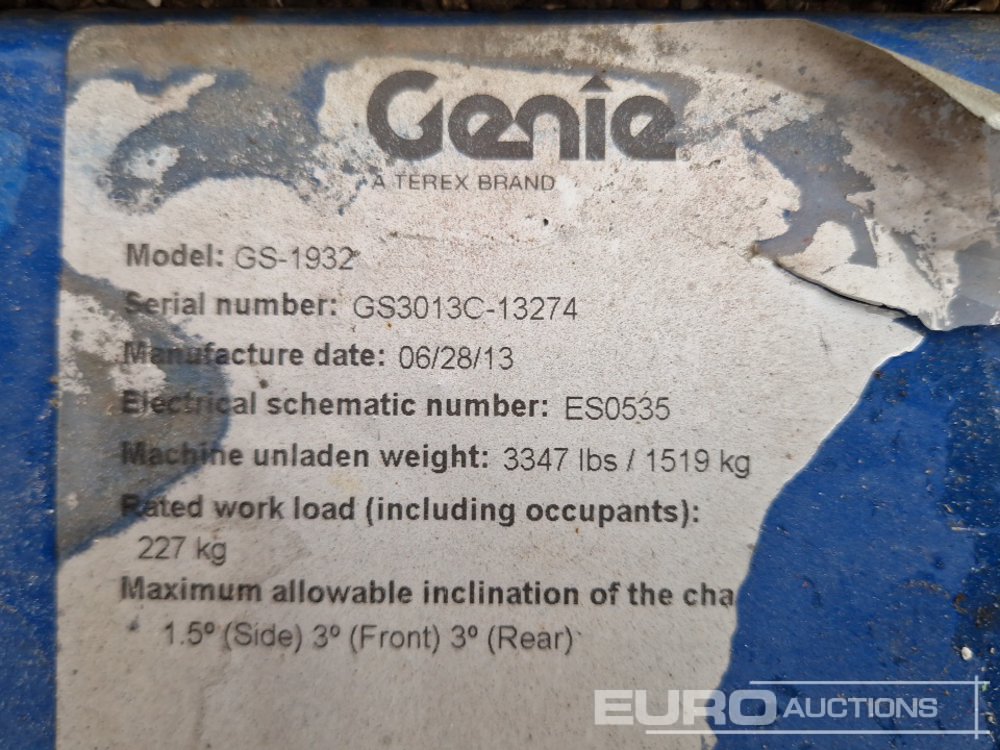 Genie
A TEREX BRAND
Model: GS-1932
Serial number: GS3013C-13274
Manufacture date: 06/28/13
Electrical schematic number: ES0535
Machine unladen weight: 3347 lbs / 1519 kg
Rated work load (including occupants):
227 kg
Maximum allowable inclination of the cha
1.5º (Side) 3º (Front) 3º (Rear)
EURO AUCTIONS